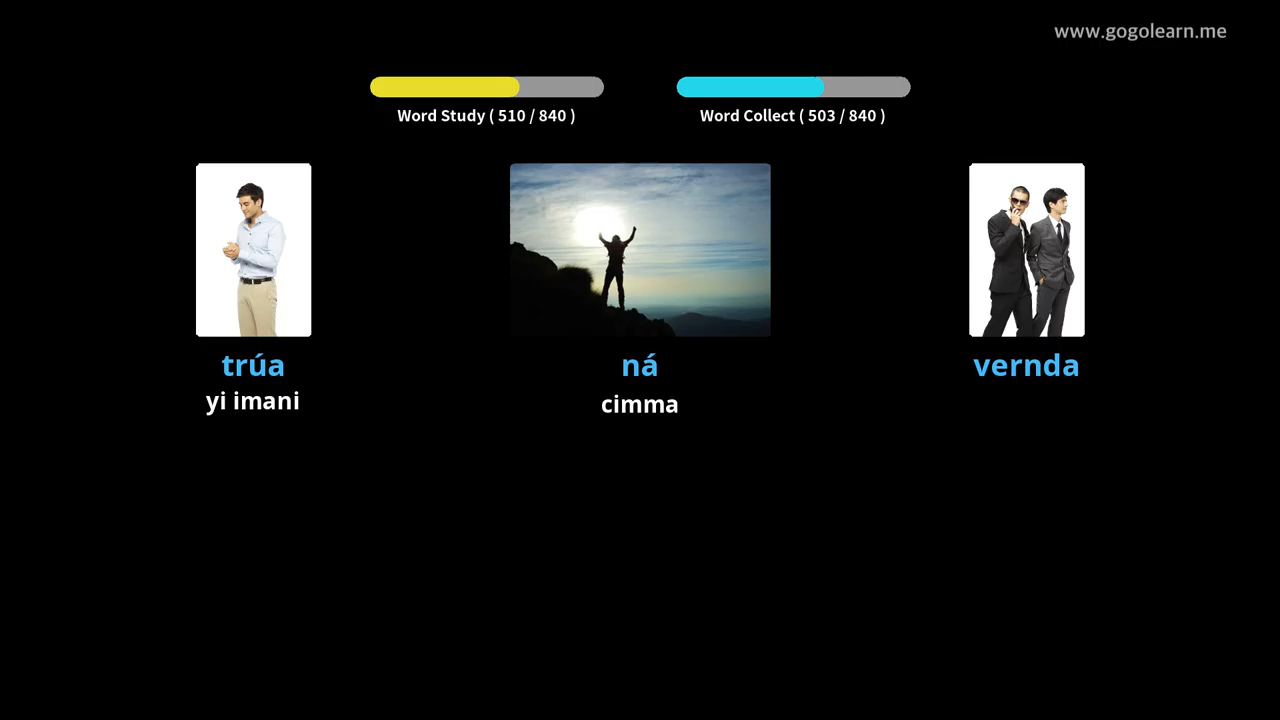 www.gogolearn.me
Word Study ( 510 / 840 )
Word Collect ( 503 / 840 )
trúa
ná
vernda
yi imani
cimma